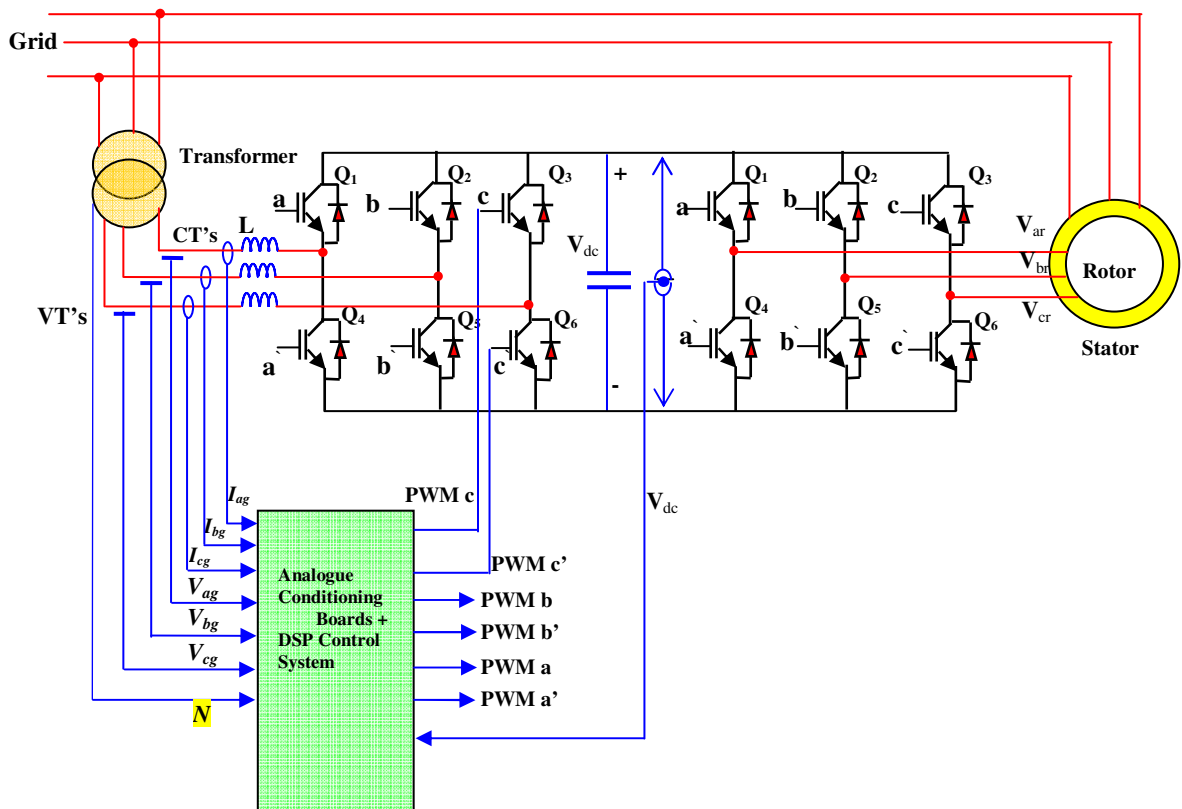 Grid
Transformer
CT's
L
VT's
Q1
Q2
Q3
a
b
c
Q4
Q5
Q6
a`
b`
c`
+
Vdc
-
Q1
Q2
Q3
a
b
c
Q4
Q5
Q6
a`
b`
c`
Var
Vbr
Vcr
Rotor
Stator
Iag
Ibg
Icg
Vag
Vbg
Vcg
N
Analogue
Conditioning
Boards +
DSP Control
System
PWM c
PWM c’
PWM b
PWM b’
PWM a
PWM a’
Vdc